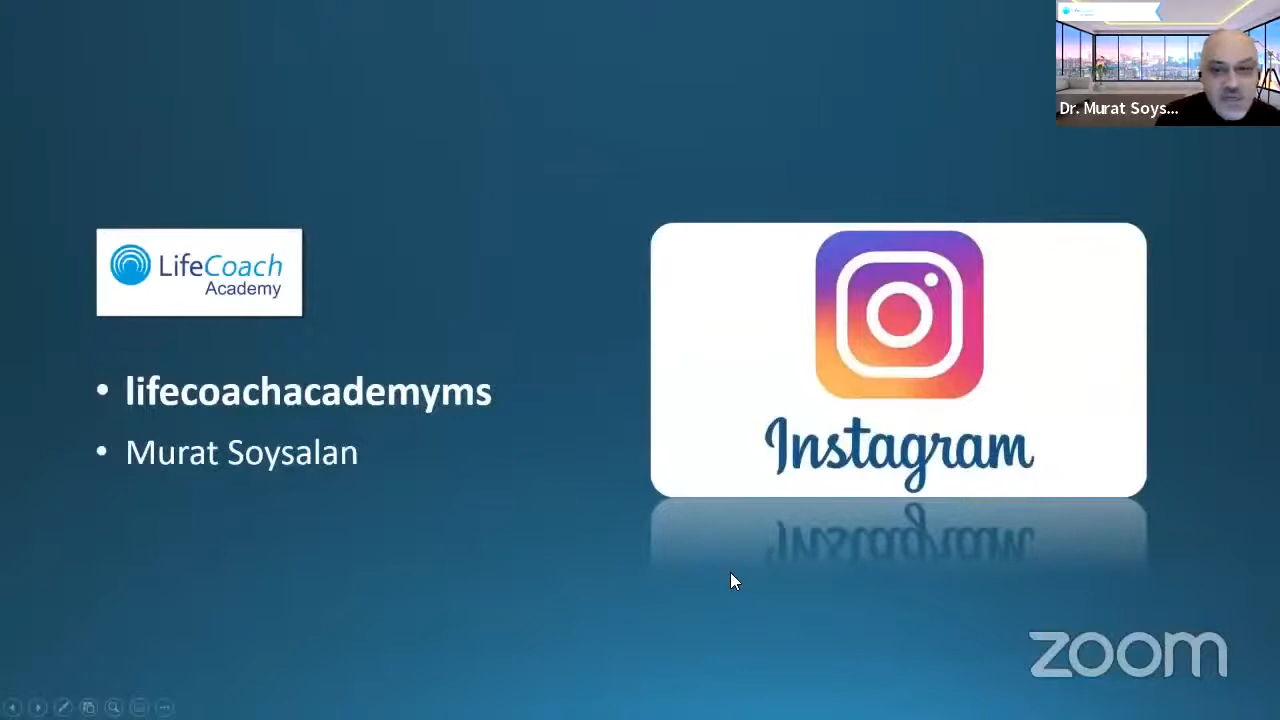 Dr. Murat Soys...
LifeCoach
Academy
• lifecoachacademyms
• Murat Soysalan
Instagram
zoom